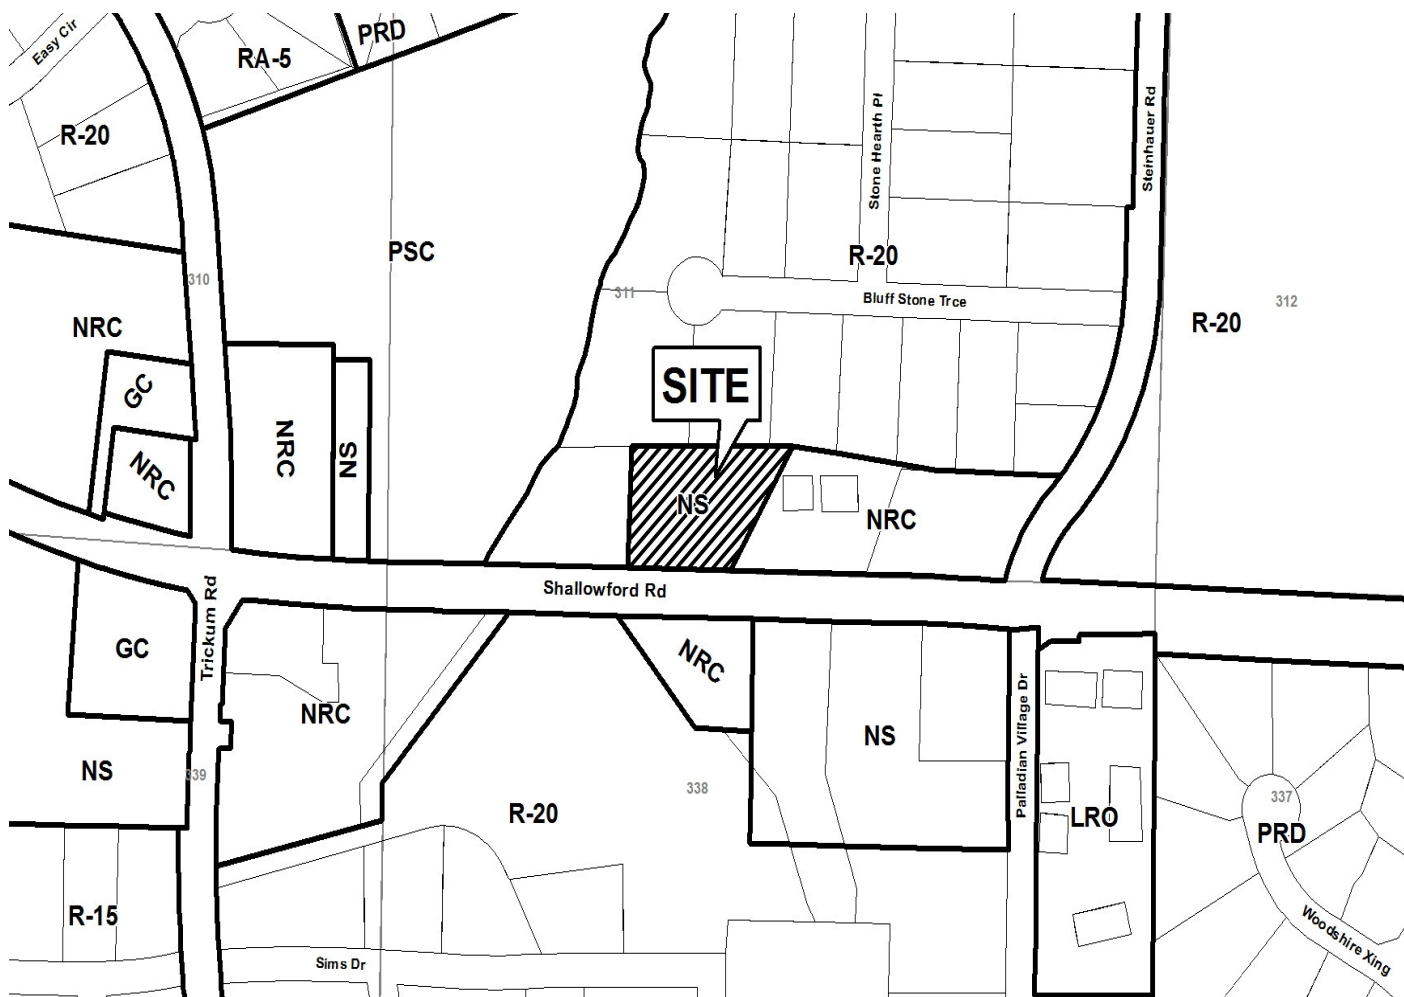 Easy Cir
RA-5
PRD
R-20
Stone Hearth Pl
Steinhauer Rd
PSC
R-20
310
311
Bluff Stone Trce
312
R-20
NRC
GC
SITE
NRC
NS
NRC
NS
NRC
Shallowford Rd
Trickum Rd
GC
NRC
NRC
NS
Palladian Village Dr
NS
339
338
R-20
LRO
337
PRD
R-15
Woodshire Xing
Sims Dr